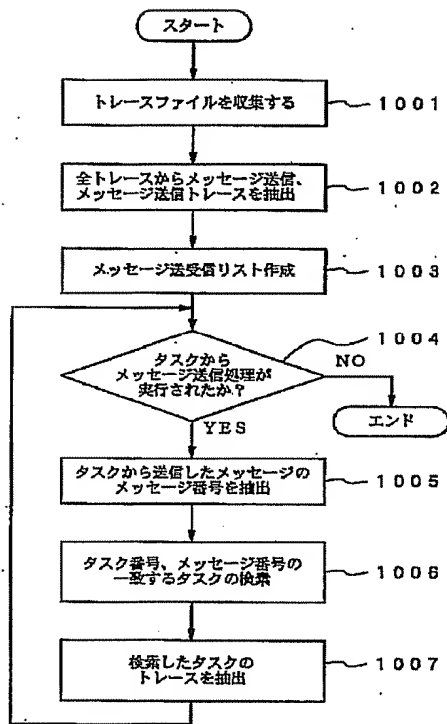 スタート
トレースファイルを収集する
1001
全トレースからメッセージ送信、
メッセージ送信トレースを抽出
1002
メッセージ送受信リスト作成
1003
1004
タスクから
メッセージ送信処理が
実行されたか?
NO
エンド
YES
タスクから送信したメッセージの
メッセージ番号を抽出
1005
タスク番号、メッセージ番号の
一致するタスクの検索
1006
検索したタスクの
トレースを抽出
1007